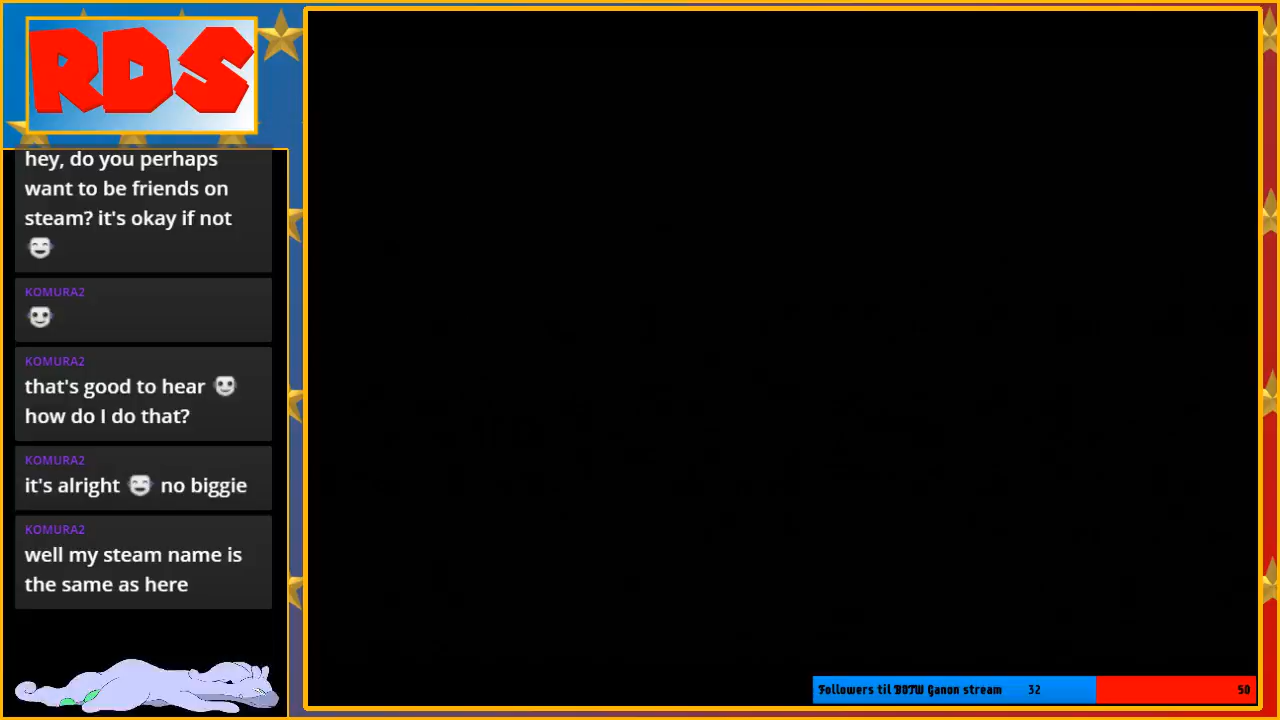 RDS
hey, do you perhaps
want to be friends on
steam? it's okay if not
KOMURA2
KOMURA2
that's good to hear
how do I do that?
KOMURA2
it's alright no biggie
KOMURA2
well my steam name is
the same as here
Followers til BOTW Ganon stream 32 50